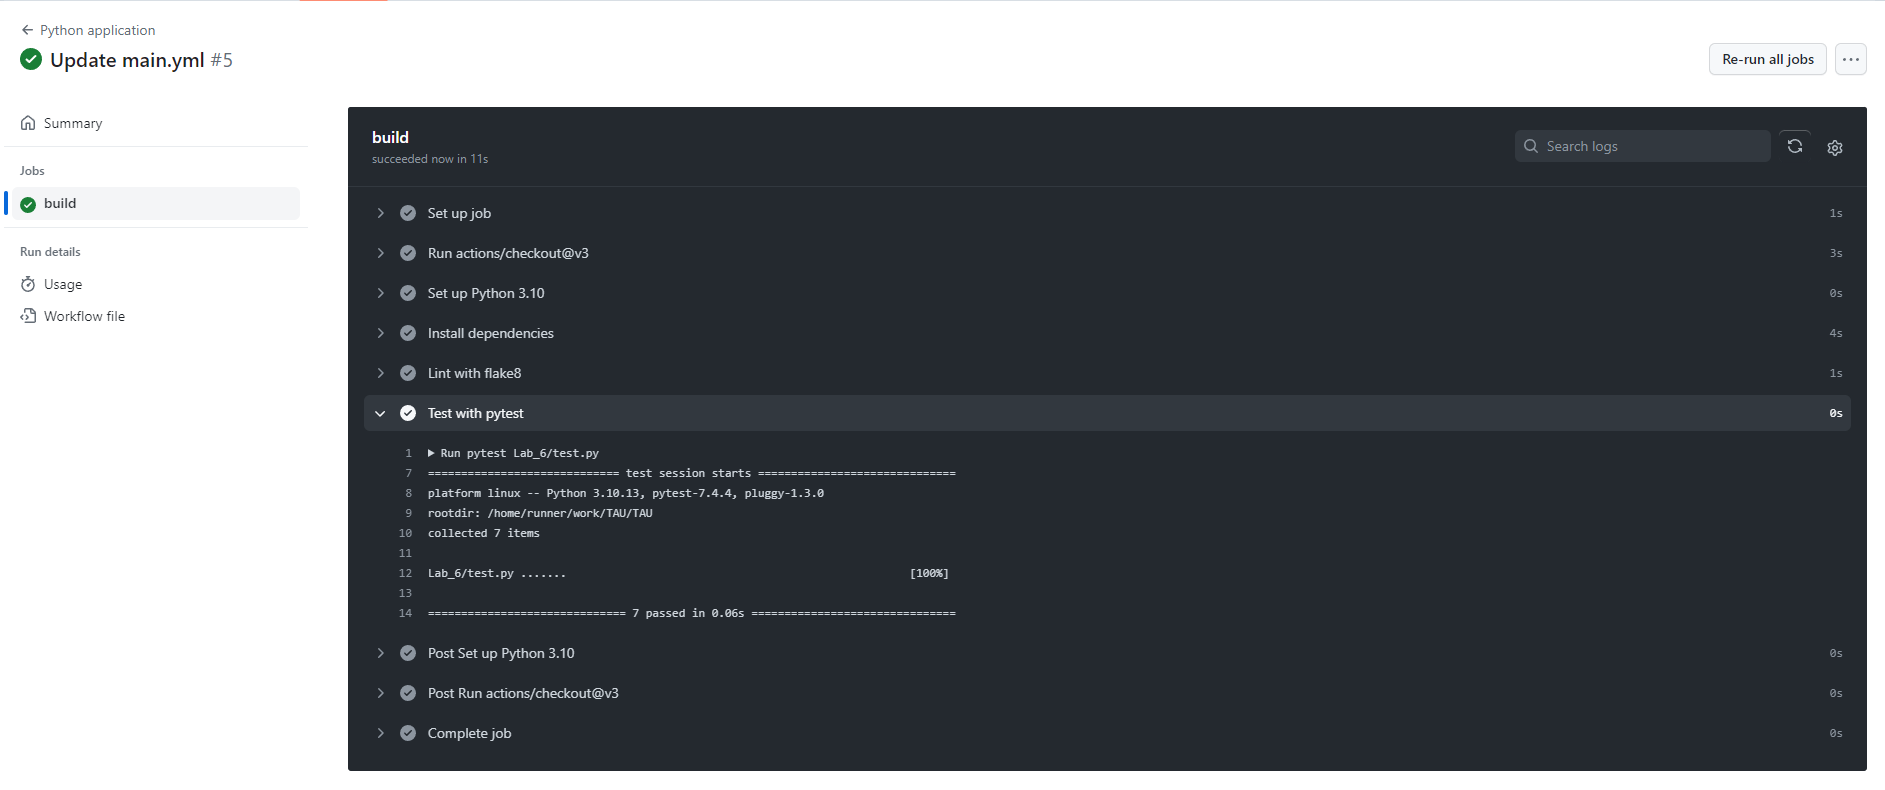 Python application
Update main.yml #5
Re-run all jobs
Summary
Jobs
build
Run details
Usage
Workflow file
build
succeeded now in 11s
Search logs
Set up job 1s
Run actions/checkout@v3 3s
Set up Python 3.10 0s
Install dependencies 4s
Lint with flake8 1s
Test with pytest 0s
1 Run pytest Lab_6/test.py
7 ============================= test session starts ==============================
8 platform linux -- Python 3.10.13, pytest-7.4.4, pluggy-1.3.0
9 rootdir: /home/runner/work/TAU/TAU
10 collected 7 items
11
12 Lab_6/test.py ....... [100%]
13
14 ============================== 7 passed in 0.06s ===============================
Post Set up Python 3.10 0s
Post Run actions/checkout@v3 0s
Complete job 0s